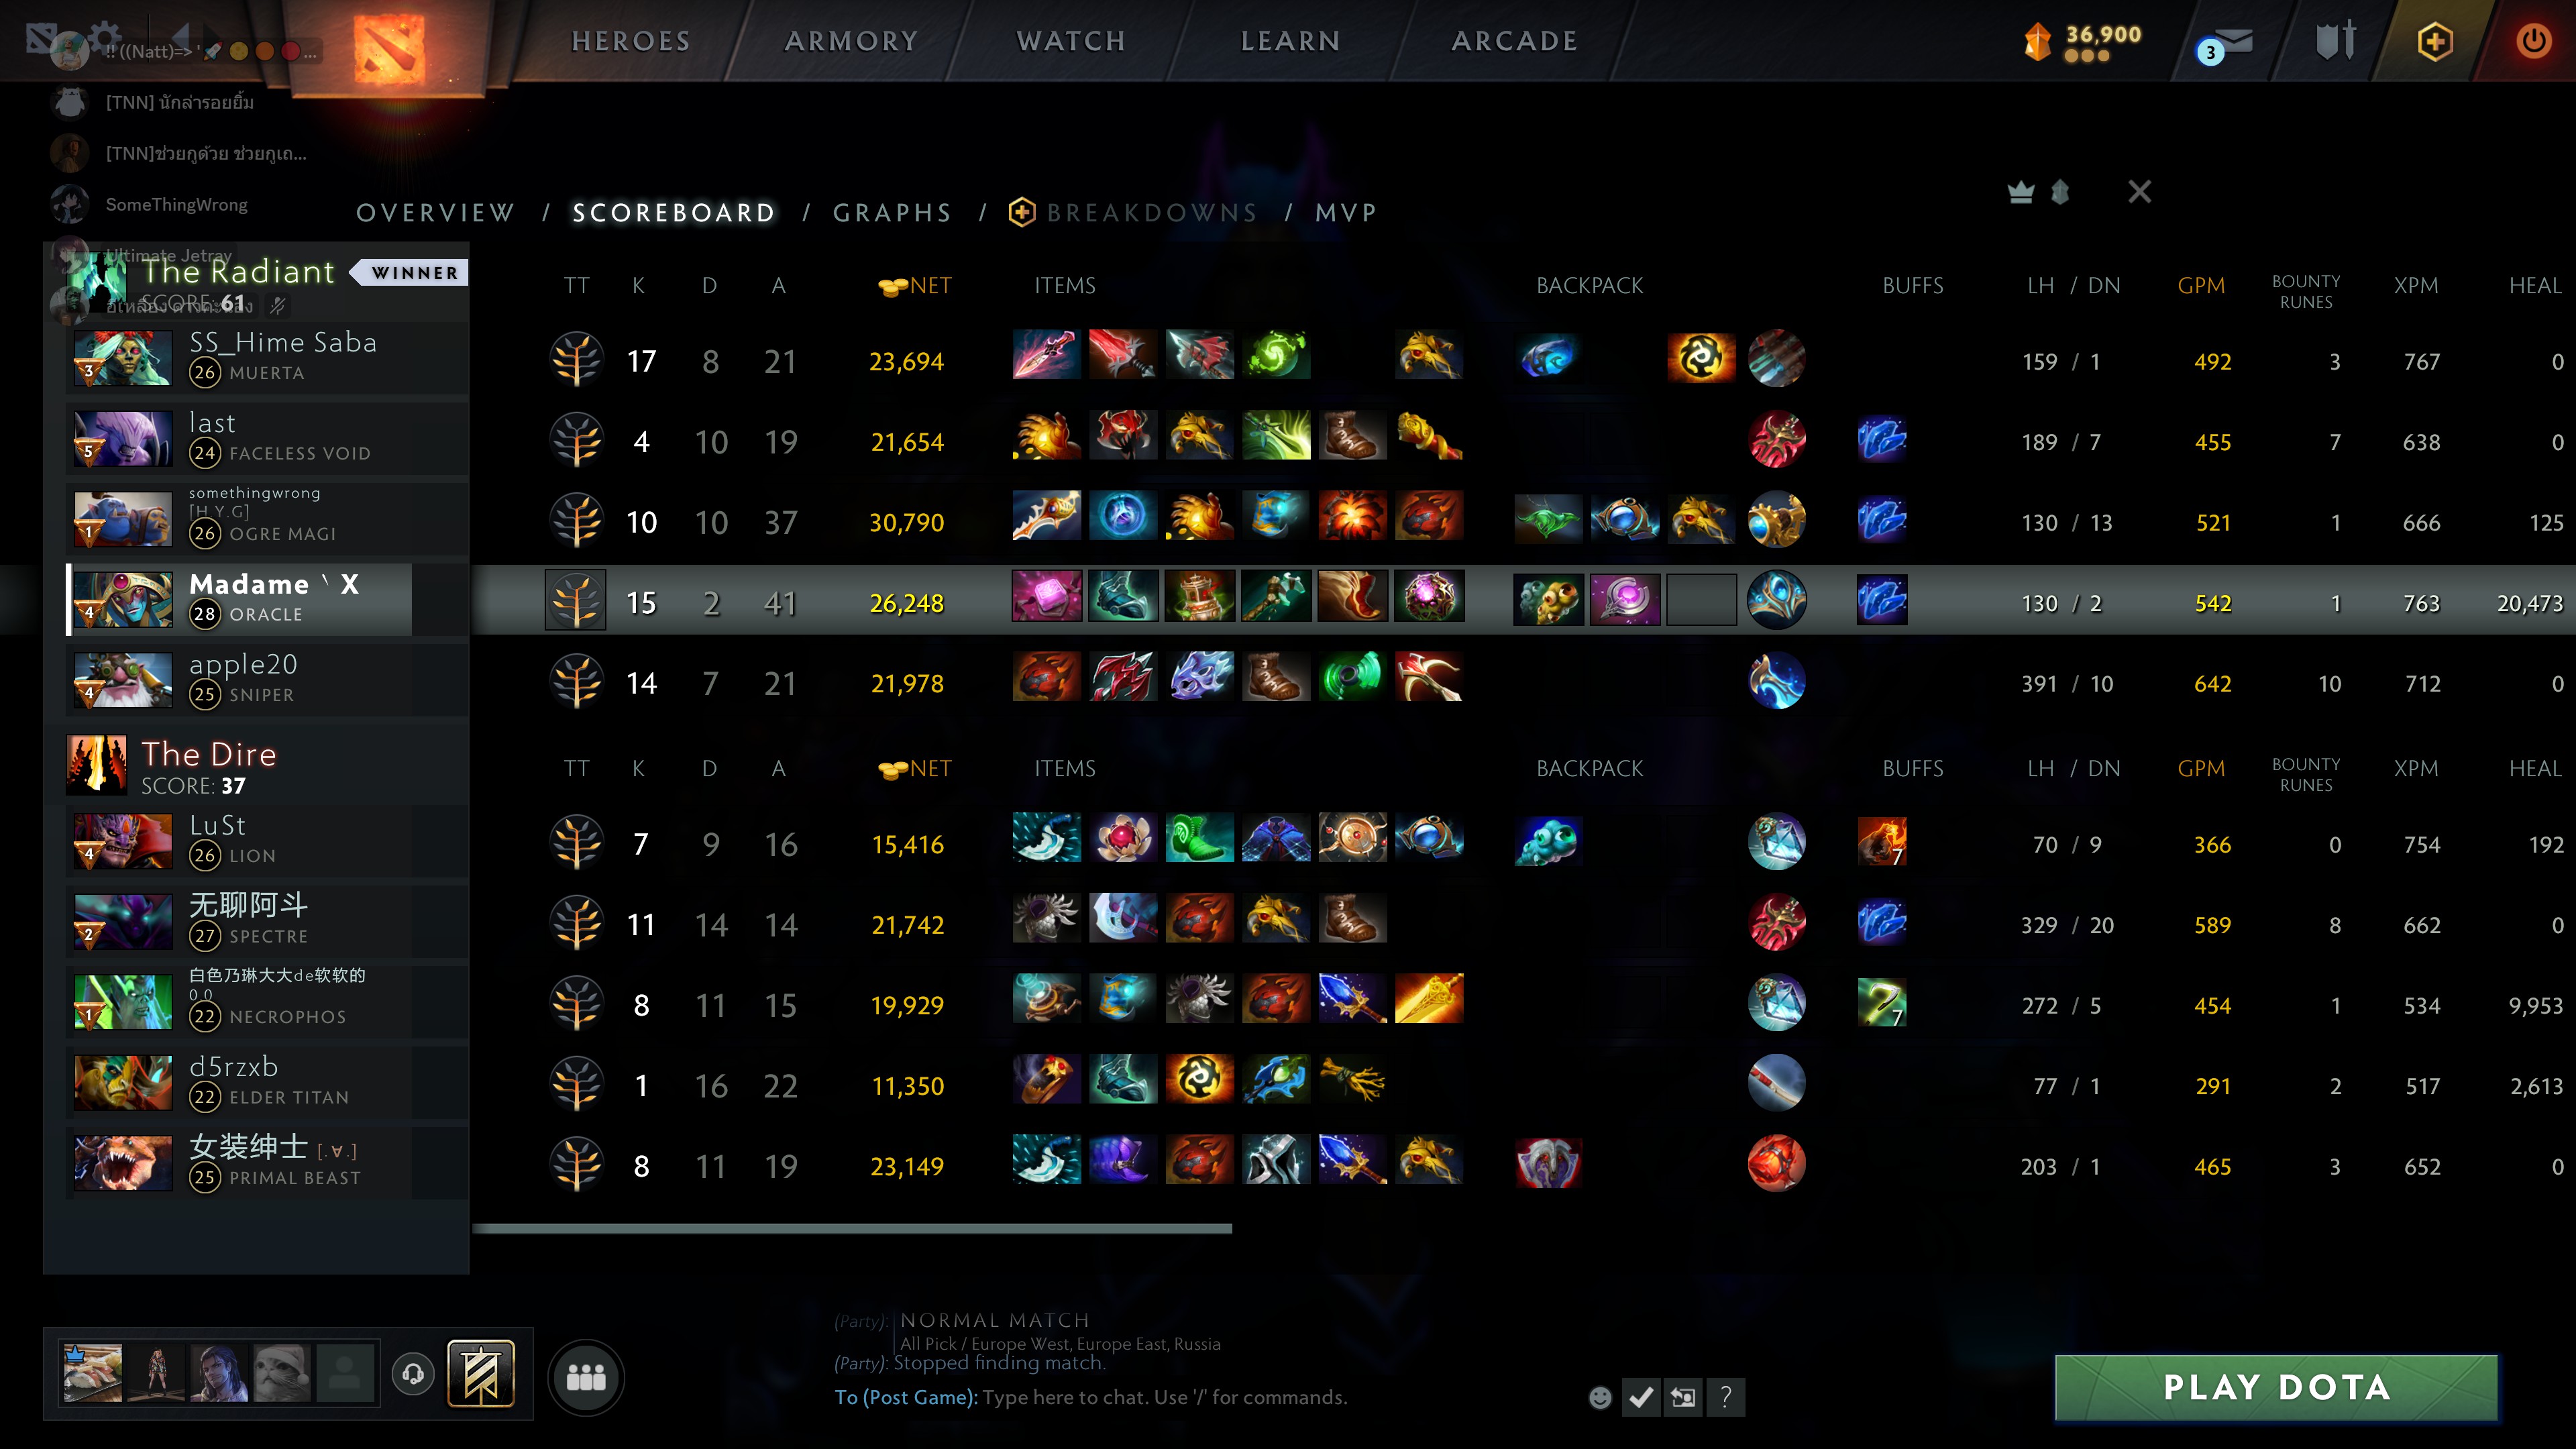 !! ((Natt)=> '
...
HEROES
ARMORY
WATCH
LEARN
ARCADE
36,900
3
[TNN] นักล่ารอยยิ้ม
[TNN]ช่วยกูด้วย ช่วยกูเถ...
SomeThingWrong
Ultimate Jetray
OVERVIEW / SCOREBOARD / GRAPHS / BREAKDOWNS / MVP
The Radiant
WINNER
SCORE: 61
TT K D A NET ITEMS BACKPACK BUFFS LH / DN GPM BOUNTY RUNES XPM HEAL
SS_Hime Saba
3 26 MUERTA
17 8 21 23,694 159 / 1 492 3 767 0
last
5 24 FACELESS VOID
4 10 19 21,654 189 / 7 455 7 638 0
somethingwrong
[H.Y.G]
1 26 OGRE MAGI
10 10 37 30,790 130 / 13 521 1 666 125
Madame ` X
4 28 ORACLE
15 2 41 26,248 130 / 2 542 1 763 20,473
apple20
4 25 SNIPER
14 7 21 21,978 391 / 10 642 10 712 0
The Dire
SCORE: 37
TT K D A NET ITEMS BACKPACK BUFFS LH / DN GPM BOUNTY RUNES XPM HEAL
LuSt
4 26 LION
7 9 16 15,416 7 70 / 9 366 0 754 192
无聊阿斗
2 27 SPECTRE
11 14 14 21,742 329 / 20 589 8 662 0
白色乃琳大大de软软的
0.0
1 22 NECROPHOS
8 11 15 19,929 7 272 / 5 454 1 534 9,953
d5rzxb
22 ELDER TITAN
1 16 22 11,350 77 / 1 291 2 517 2,613
女装绅士 [.∀.]
25 PRIMAL BEAST
8 11 19 23,149 203 / 1 465 3 652 0
(Party): NORMAL MATCH
All Pick / Europe West, Europe East, Russia
(Party): Stopped finding match.
To (Post Game): Type here to chat. Use '/' for commands.
?
PLAY DOTA